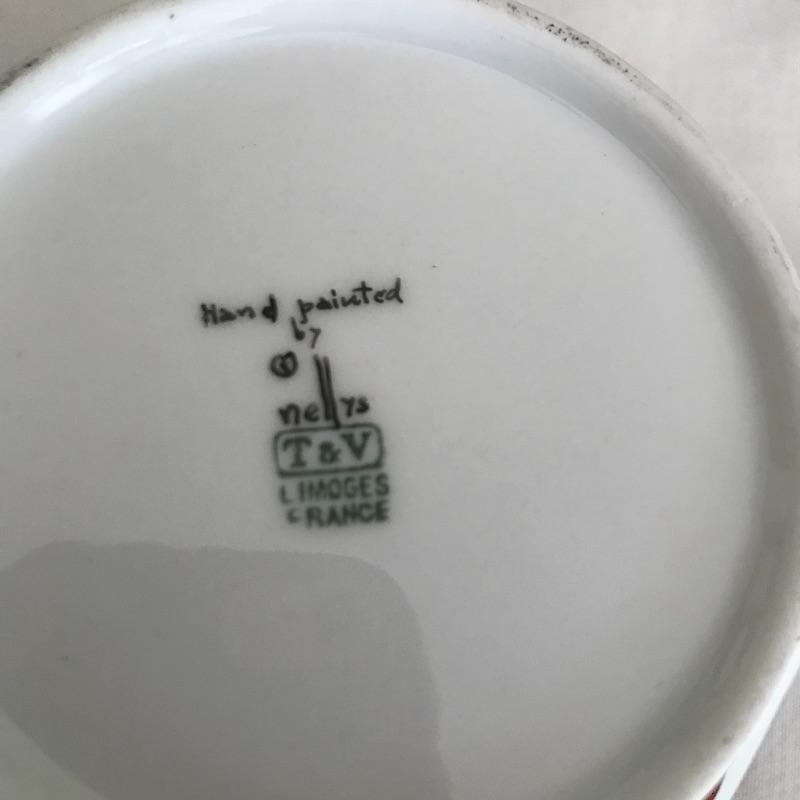 Hand painted
by
nellys
T & V
LIMOGES
FRANCE